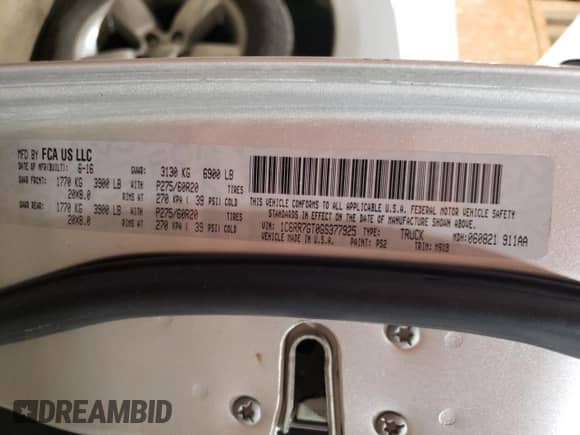 MFD BY FCA US LLC
DATE OF MFR(BUILT): 6-16 GVWR: 3130 KG 6900 LB
GAWR FRONT: 1770 KG 3900 LB WITH P275/60R20 TIRES
20X8.0 RIMS AT 270 KPA ( 39 PSI) COLD
GAWR REAR: 1770 KG 3900 LB WITH P275/60R20 TIRES
20X8.0 RIMS AT 270 KPA ( 39 PSI) COLD
THIS VEHICLE CONFORMS TO ALL APPLICABLE U.S.A. FEDERAL MOTOR VEHICLE SAFETY
STANDARDS IN EFFECT ON THE DATE OF MANUFACTURE SHOWN ABOVE.
VIN: 1C6RR7GT0GS377925 TYPE: TRUCK MDH: 060821 911AA
VEHICLE MADE IN: U.S.A. PAINT: PS2 TRIM: M9X8
DREAMBID